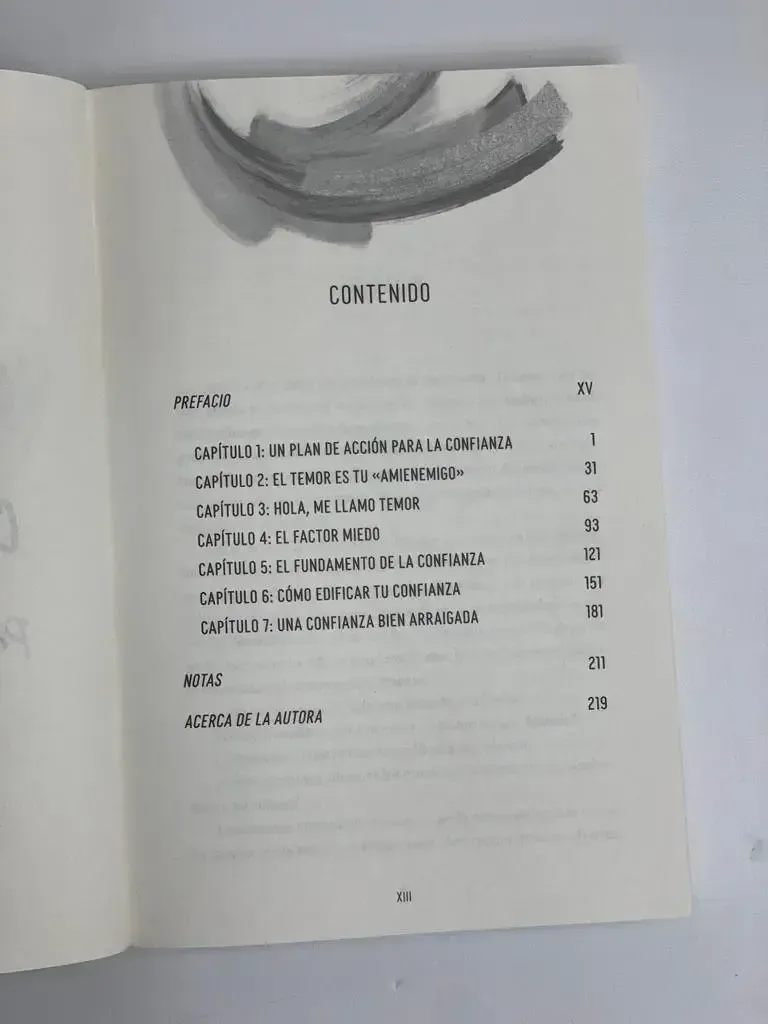 CONTENIDO
PREFACIO XV
CAPÍTULO 1: UN PLAN DE ACCIÓN PARA LA CONFIANZA 1
CAPÍTULO 2: EL TEMOR ES TU «AMIENEMIGO» 31
CAPÍTULO 3: HOLA, ME LLAMO TEMOR 63
CAPÍTULO 4: EL FACTOR MIEDO 93
CAPÍTULO 5: EL FUNDAMENTO DE LA CONFIANZA 121
CAPÍTULO 6: CÓMO EDIFICAR TU CONFIANZA 151
CAPÍTULO 7: UNA CONFIANZA BIEN ARRAIGADA 181
NOTAS 211
ACERCA DE LA AUTORA 219
XIII